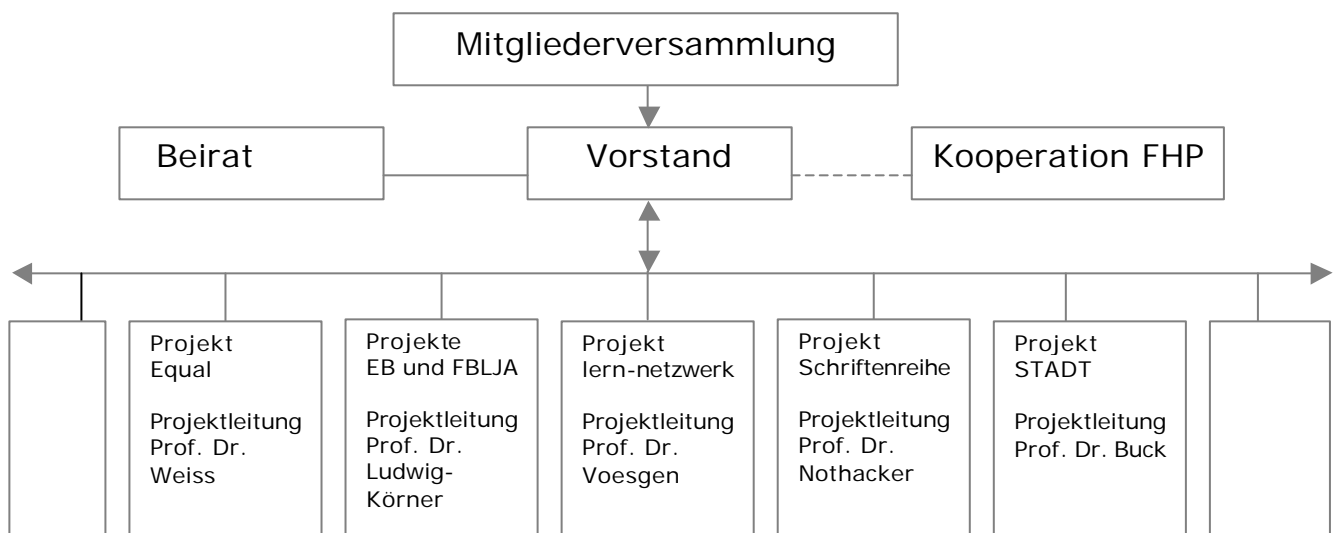 Mitgliederversammlung
Beirat
Vorstand
Kooperation FHP
Projekt
Equal
Projektleitung
Prof. Dr.
Weiss
Projekte
EB und FBLJA
Projektleitung
Prof. Dr.
Ludwig-
Körner
Projekt
lern-netzwerk
Projektleitung
Prof. Dr.
Voesgen
Projekt
Schriftenreihe
Projektleitung
Prof. Dr.
Nothacker
Projekt
STADT
Projektleitung
Prof. Dr. Buck